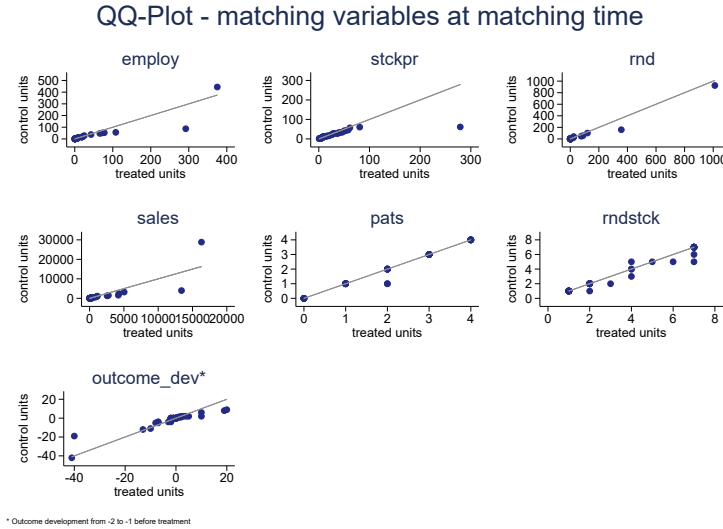 QQ-Plot - matching variables at matching time
employ
control units
500
400
300
200
100
0
0 100 200 300 400
treated units
stckpr
control units
300
200
100
0
0 100 200 300
treated units
rnd
control units
1000
800
600
400
200
0
0 200 400 600 800 1000
treated units
sales
control units
30000
20000
10000
0
0 5000 10000 15000 20000
treated units
pats
control units
4
3
2
1
0
0 1 2 3 4
treated units
rndstck
control units
8
6
4
2
0
0 2 4 6 8
treated units
outcome_dev*
control units
20
0
-20
-40
-40 -20 0 20
treated units
* Outcome development from -2 to -1 before treatment